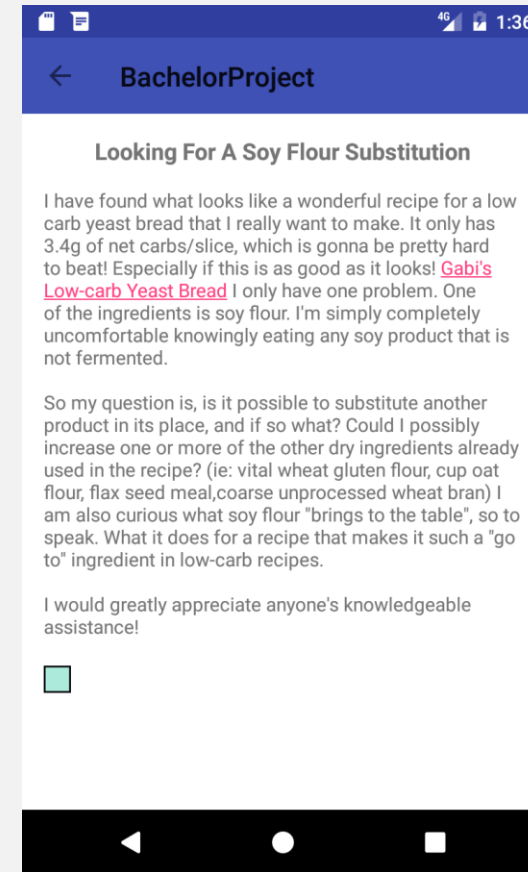 4G 1:36
BachelorProject
Looking For A Soy Flour Substitution
I have found what looks like a wonderful recipe for a low
carb yeast bread that I really want to make. It only has
3.4g of net carbs/slice, which is gonna be pretty hard
to beat! Especially if this is as good as it looks! Gabi's
Low-carb Yeast Bread I only have one problem. One
of the ingredients is soy flour. I'm simply completely
uncomfortable knowingly eating any soy product that is
not fermented.
So my question is, is it possible to substitute another
product in its place, and if so what? Could I possibly
increase one or more of the other dry ingredients already
used in the recipe? (ie: vital wheat gluten flour, cup oat
flour, flax seed meal,coarse unprocessed wheat bran) I
am also curious what soy flour "brings to the table", so to
speak. What it does for a recipe that makes it such a "go
to" ingredient in low-carb recipes.
I would greatly appreciate anyone's knowledgeable
assistance!